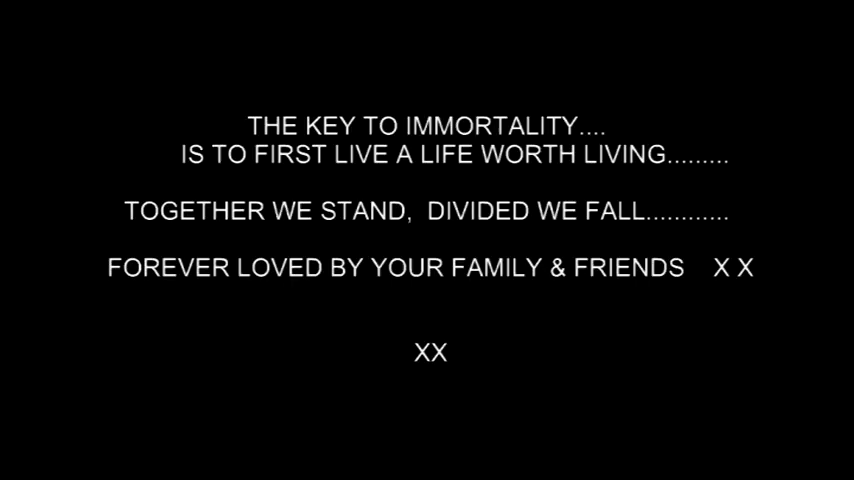 THE KEY TO IMMORTALITY....
IS TO FIRST LIVE A LIFE WORTH LIVING.........
TOGETHER WE STAND,  DIVIDED WE FALL............
FOREVER LOVED BY YOUR FAMILY & FRIENDS    X X
XX